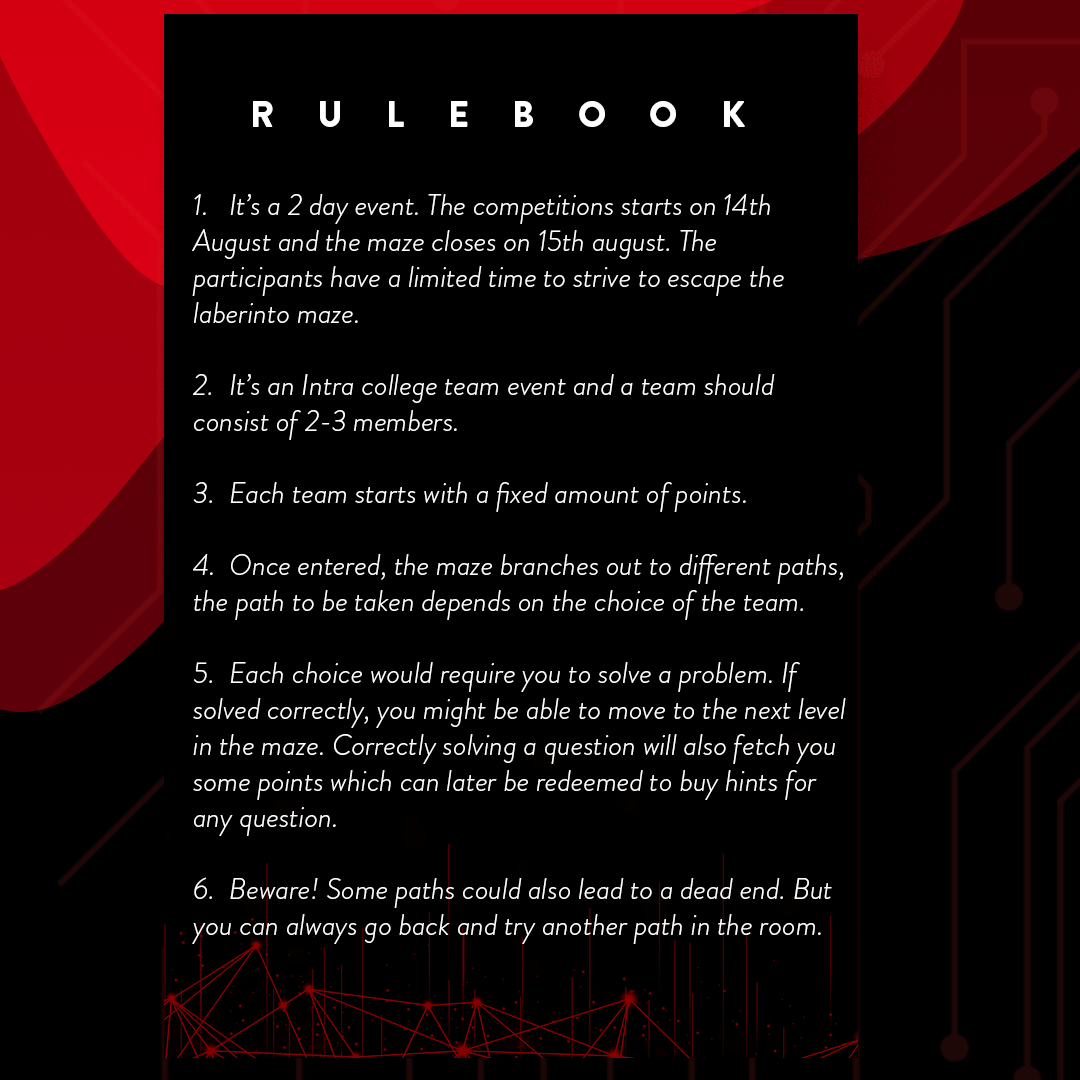 RULEBOOK
1. It's a 2 day event. The competitions starts on 14th
August and the maze closes on 15th august. The
participants have a limited time to strive to escape the
laberinto maze.
2. It's an Intra college team event and a team should
consist of 2-3 members.
3. Each team starts with a fixed amount of points.
4. Once entered, the maze branches out to different paths,
the path to be taken depends on the choice of the team.
5. Each choice would require you to solve a problem. If
solved correctly, you might be able to move to the next level
in the maze. Correctly solving a question will also fetch you
some points which can later be redeemed to buy hints for
any question.
6. Beware! Some paths could also lead to a dead end. But
you can always go back and try another path in the room.